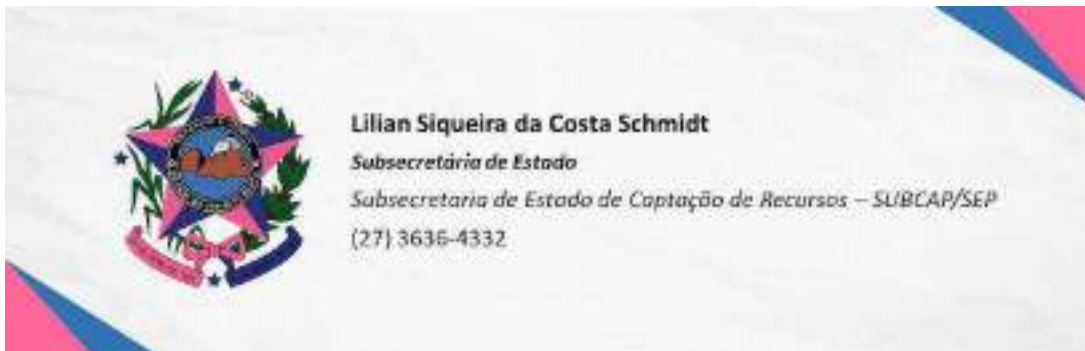 Lilian Siqueira da Costa Schmidt
Subsecretária de Estado
Subsecretaria de Estado de Captação de Recursos – SUBCAP/SEP
(27) 3636-4332